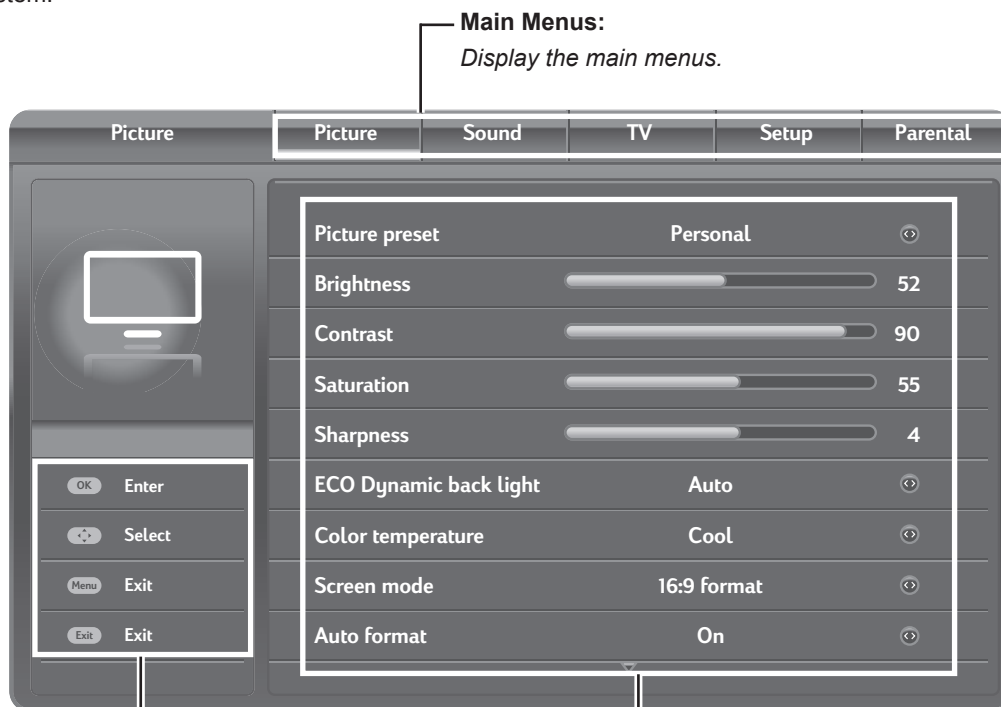 Main Menus:
Display the main menus.
Picture Picture Sound TV Setup Parental
Picture preset Personal
Brightness 52
Contrast 90
Saturation 55
Sharpness 4
ECO Dynamic back light Auto
Color temperature Cool
Screen mode 16:9 format
Auto format On
OK Enter
Select
Menu Exit
Exit Exit